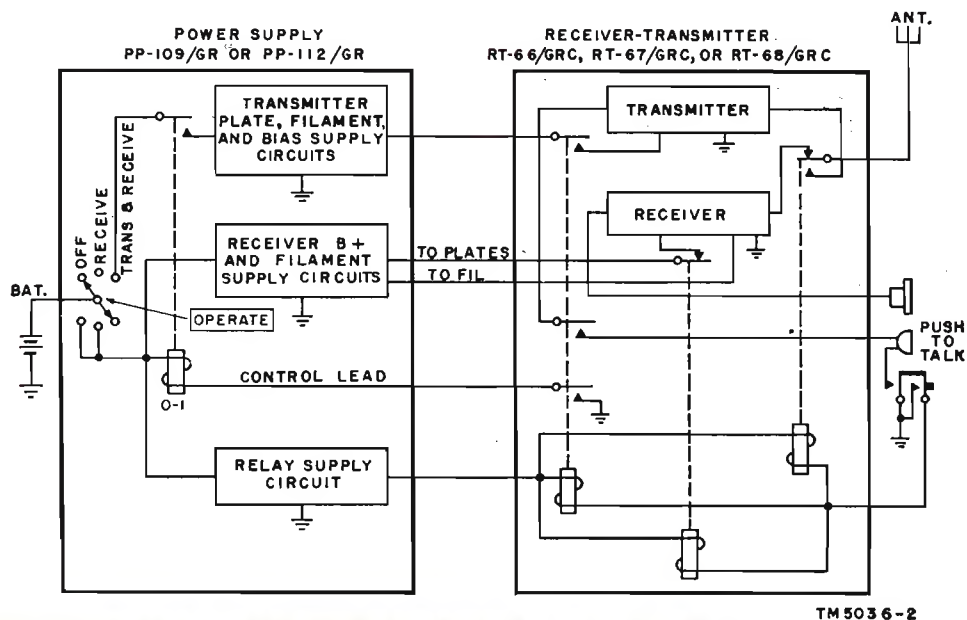 POWER SUPPLY
PP-109/GR OR PP-112/GR
RECEIVER-TRANSMITTER
RT-66/GRC, RT-67/GRC, OR RT-68/GRC
ANT.
TRANSMITTER
PLATE, FILAMENT,
AND BIAS SUPPLY
CIRCUITS
TRANSMITTER
OFF
RECEIVE
TRANS & RECEIVE
RECEIVER B+
AND FILAMENT
SUPPLY CIRCUITS
TO PLATES
TO FIL
RECEIVER
BAT.
OPERATE
PUSH
TO
TALK
CONTROL LEAD
O-1
RELAY SUPPLY
CIRCUIT
TM5036-2